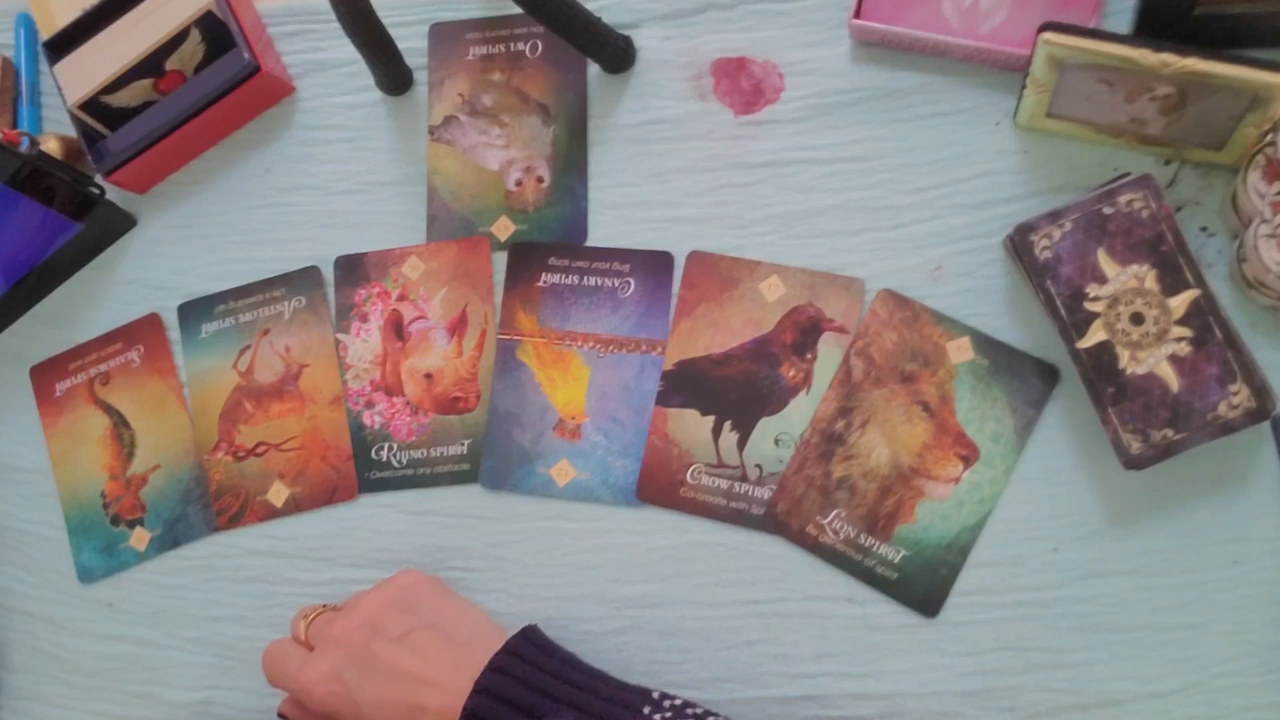 OWL SPIRIT
SEAHORSE SPIRIT
ANTELOPE SPIRIT
RHINO SPIRIT
- Overcome any obstacle
CANARY SPIRIT
Sing your own song
CROW SPIRIT
Co-create with Spi
LION SPIRIT
Be generous of spirit